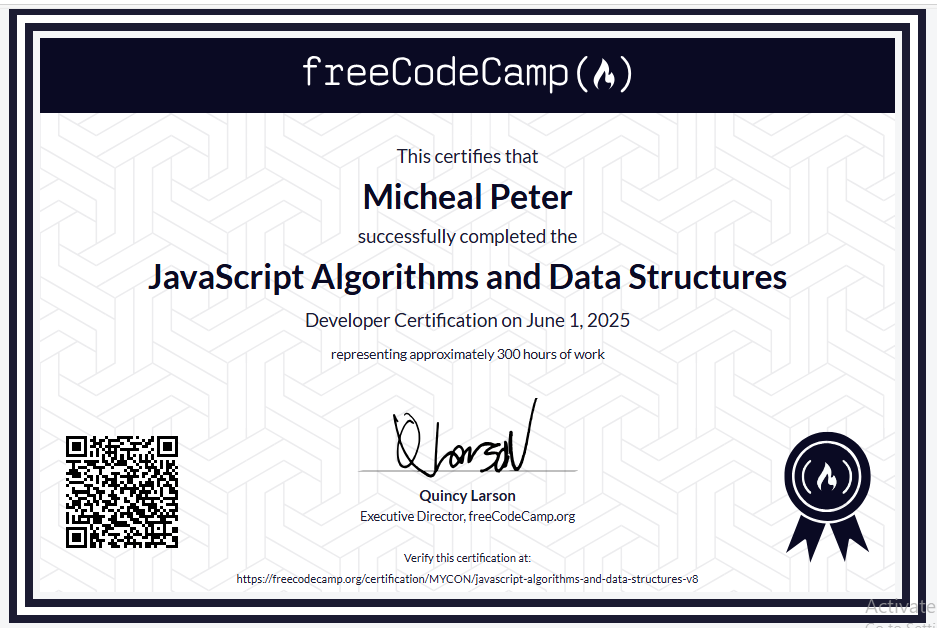 freeCodeCamp
This certifies that
Micheal Peter
successfully completed the
JavaScript Algorithms and Data Structures
Developer Certification on June 1, 2025
representing approximately 300 hours of work
Q Larson
Quincy Larson
Executive Director, freeCodeCamp.org
Verify this certification at:
https://freecodecamp.org/certification/MYCON/javascript-algorithms-and-data-structures-v8
Activate
Go to Setti